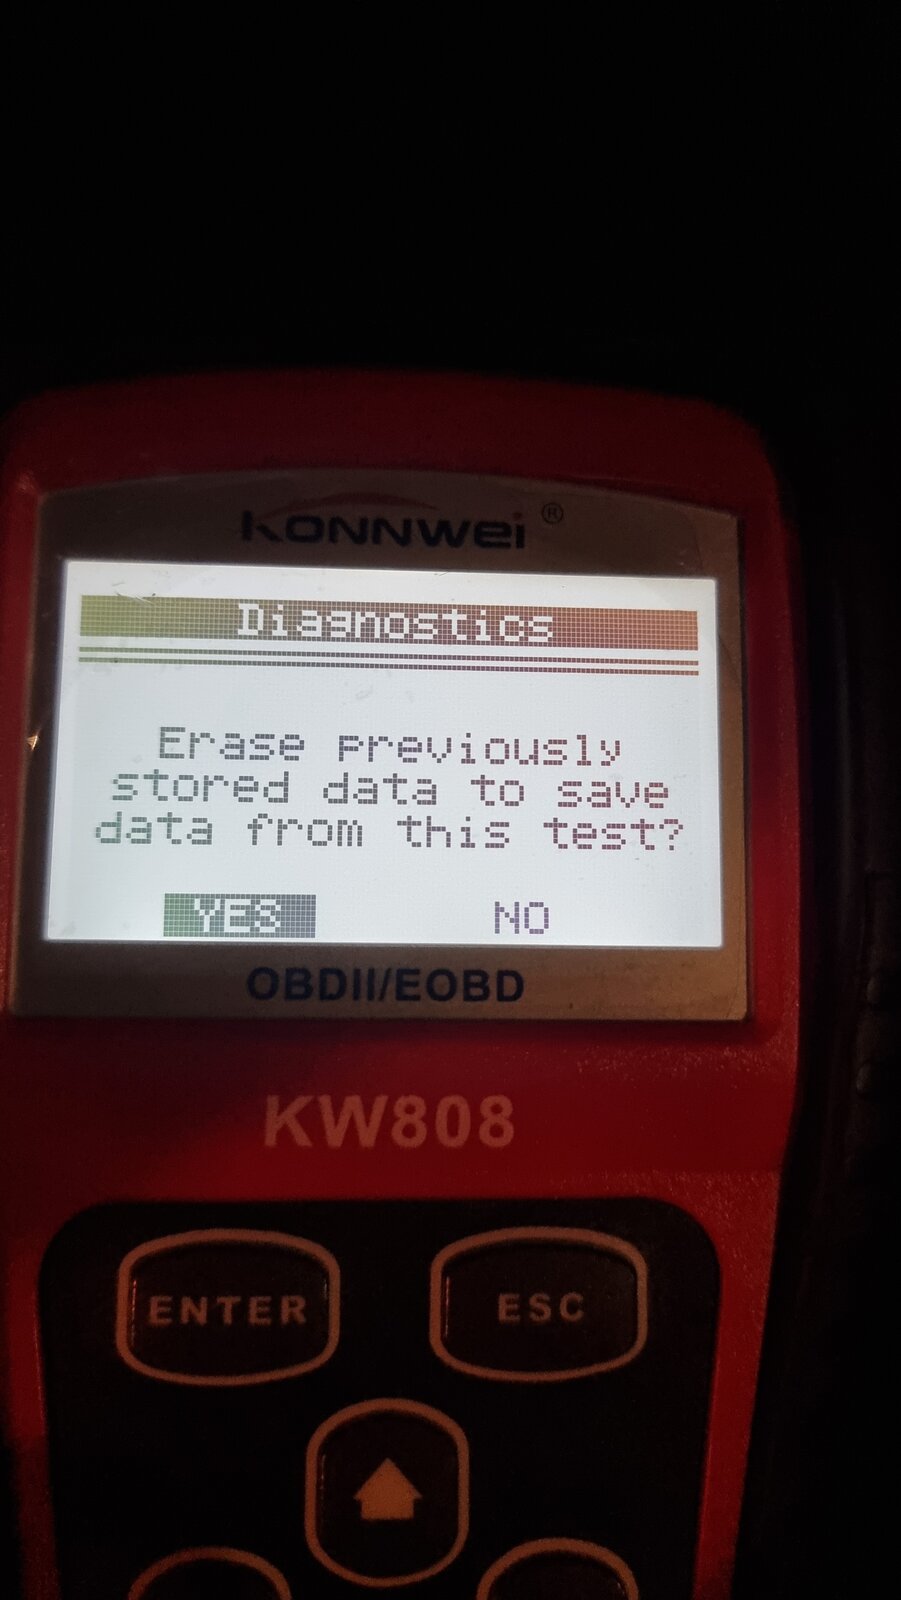 KONNWEI ®
Diagnostics
Erase previously
stored data to save
data from this test?
YES NO
OBDII/EOBD
KW808
ENTER ESC